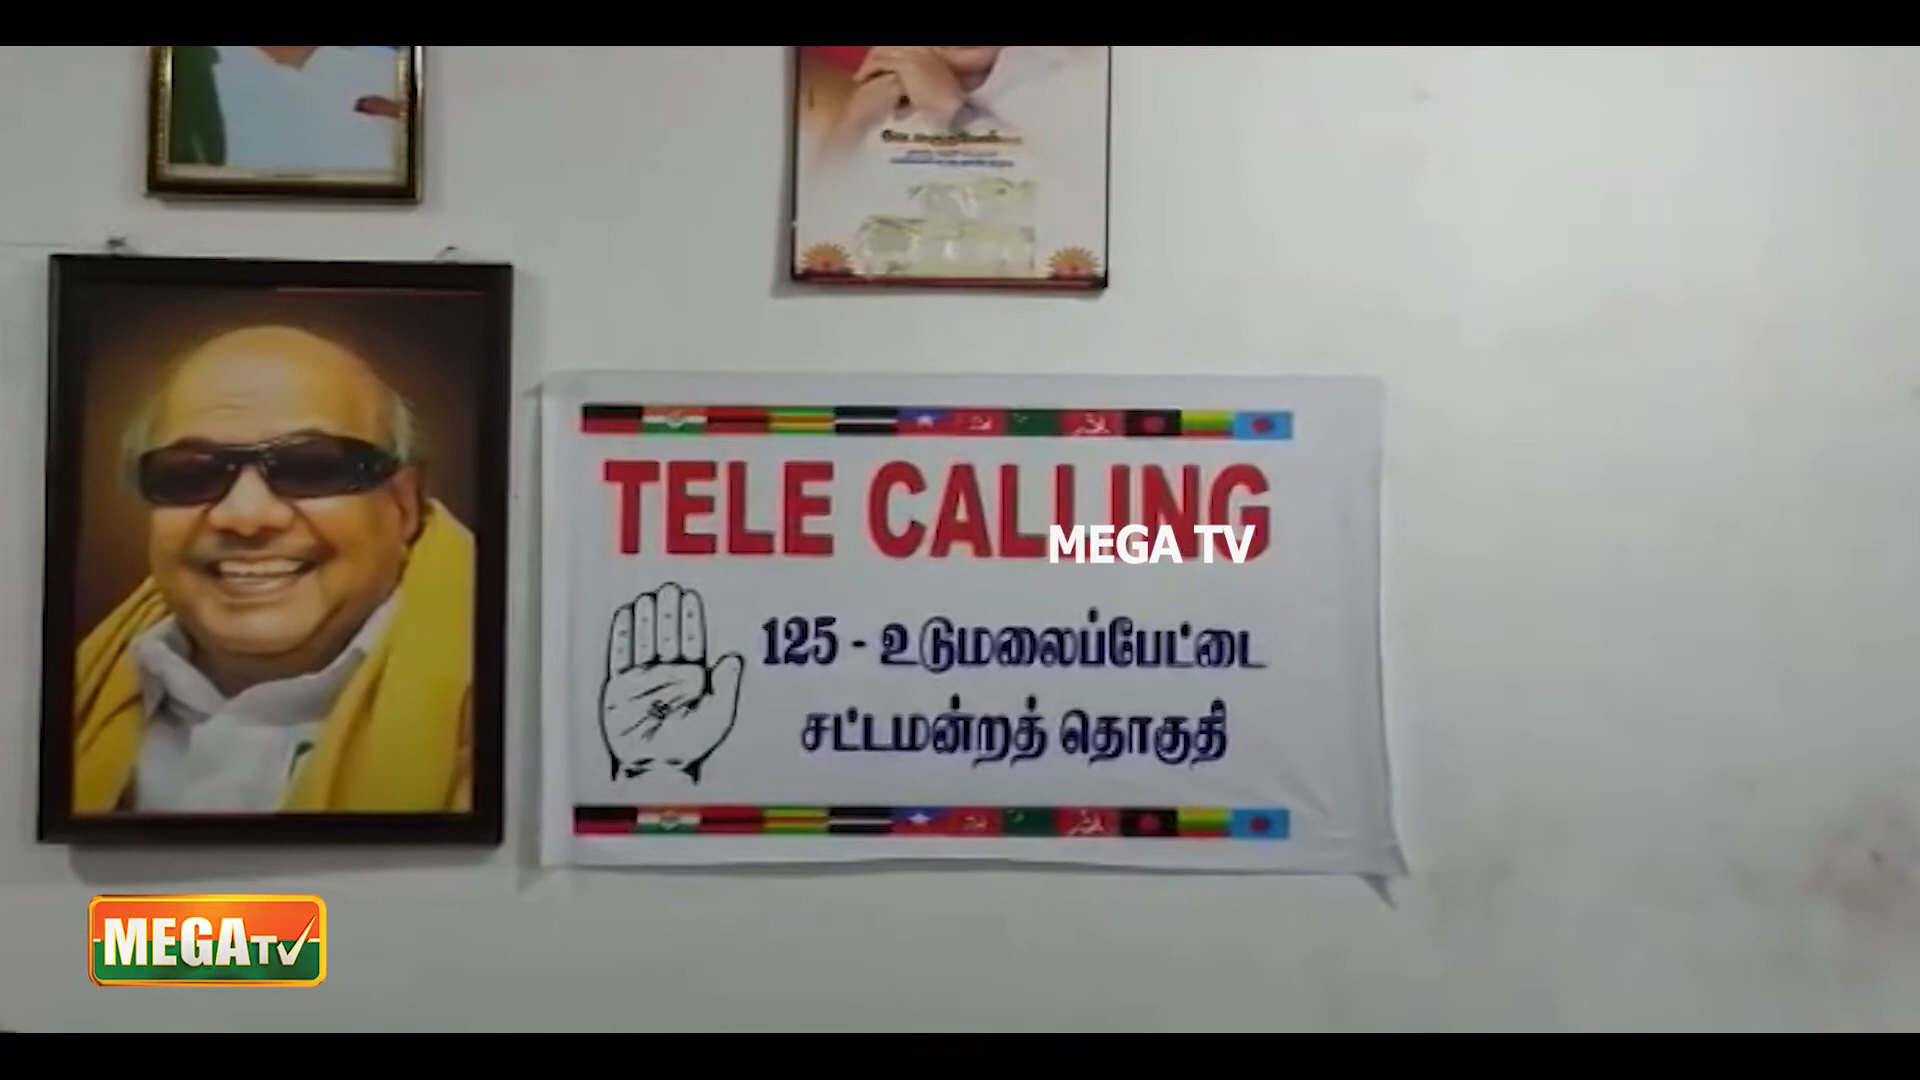 TELE CALLING
MEGA TV
125 - உடுமலைப்பேட்டை
சட்டமன்றத் தொகுதி
MEGA TV